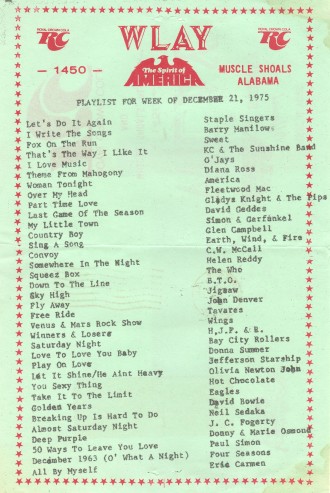 ROYAL CROWN COLA
RC
WLAY
ROYAL CROWN COLA
RC
- 1450 -
The Spirit of
AMERICA
MUSCLE SHOALS
ALABAMA
PLAYLIST FOR WEEK OF DECEMBER 21, 1975
Let's Do It Again Staple Singers
I Write The Songs Barry Manilow
Fox On The Run Sweet
That's The Way I Like It KC & The Sunshine Band
I Love Music O'Jays
Theme From Mahogony Diana Ross
Woman Tonight America
Over My Head Fleetwood Mac
Part Time Love Gladys Knight & The Pips
Last Game Of The Season David Geddes
My Little Town Simon & Garfunkel
Country Boy Glen Campbell
Sing A Song Earth, Wind, & Fire
Convoy C.W. McCall
Somewhere In The Night Helen Reddy
Box The Who
Down To The Line B.T.O.
Sky High Jigsaw
Fly Away John Denver
Free Ride Tavares
Venus & Mars Rock Show Wings
Winners & Losers H.J.F. & R.
Saturday Night Bay City Rollers
Love To Love You Baby Donna Summer
Play On Love Jefferson Starship
Let It Shine/He Aint Heavy Olivia Newton John
You Sexy Thing Hot Chocolate
Take It To The Limit Eagles
Golden Years David Bowie
Breaking Up Is Hard To Do Neil Sedaka
Almost Saturday Night J. C. Fogerty
Deep Purple Donny & Marie Osmond
50 Ways To Leave You Love Paul Simon
December 1963 (O' What A Night) Four Seasons
All By Myself Eric Carmen